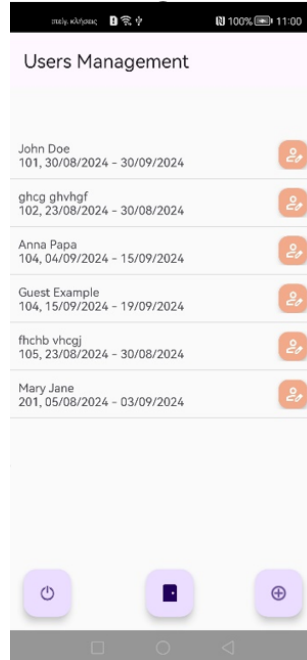 πείγ. κλήσεις 100% 11:00
Users Management
John Doe
101, 30/08/2024 - 30/09/2024
ghcg ghvhgf
102, 23/08/2024 - 30/08/2024
Anna Papa
104, 04/09/2024 - 15/09/2024
Guest Example
104, 15/09/2024 - 19/09/2024
fhchb vhcgj
105, 23/08/2024 - 30/08/2024
Mary Jane
201, 05/08/2024 - 03/09/2024